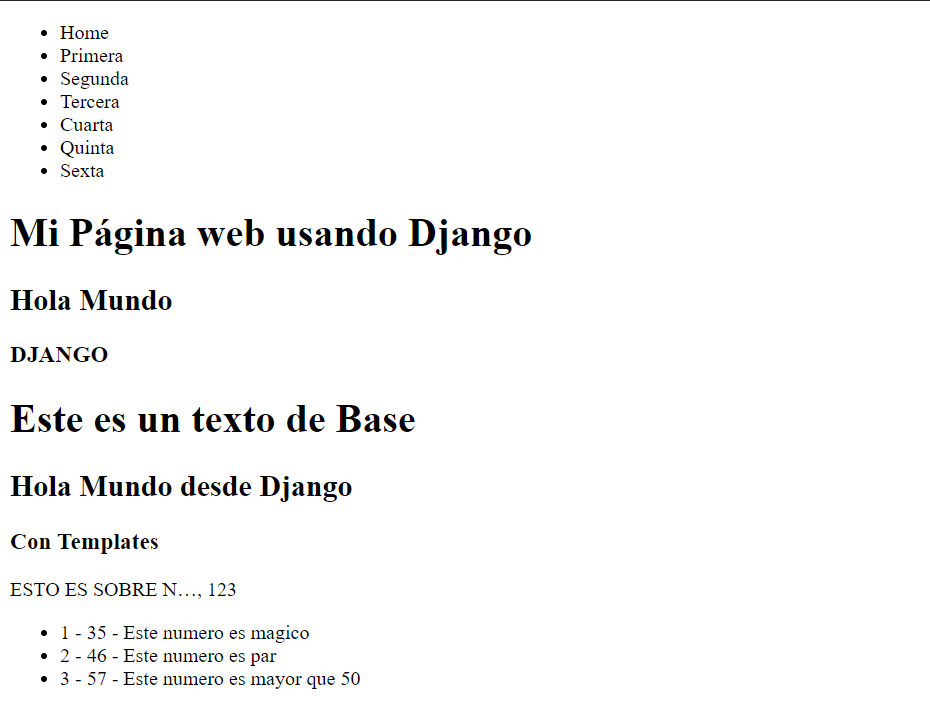 Home
Primera
Segunda
Tercera
Cuarta
Quinta
Sexta
Mi Página web usando Django
Hola Mundo
DJANGO
Este es un texto de Base
Hola Mundo desde Django
Con Templates
ESTO ES SOBRE N…, 123
1 - 35 - Este numero es magico
2 - 46 - Este numero es par
3 - 57 - Este numero es mayor que 50